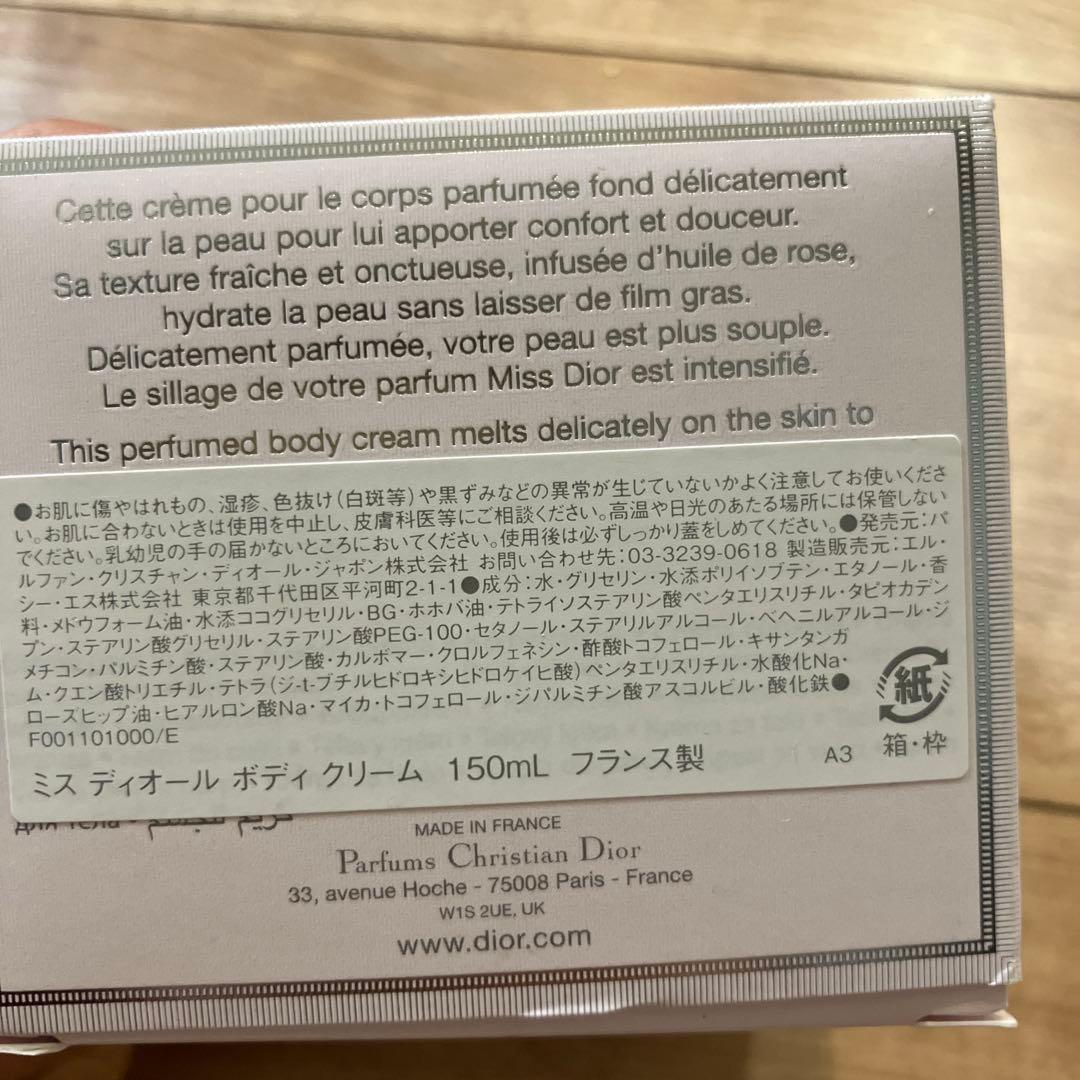 Cette crème pour le corps parfumée fond délicatement
sur la peau pour lui apporter confort et douceur.
Sa texture fraîche et onctueuse, infusée d'huile de rose,
hydrate la peau sans laisser de film gras.
Délicatement parfumée, votre peau est plus souple.
Le sillage de votre parfum Miss Dior est intensifié.
This perfumed body cream melts delicately on the skin to
●お肌に傷やはれもの、湿疹、色抜け(白斑等)や黒ずみなどの異常が生じていないかよく注意してお使いくださ
い。お肌に合わないときは使用を中止し、皮膚科医等にご相談ください。高温や日光のあたる場所には保管しない
でください。乳幼児の手の届かないところにおいてください。使用後は必ずしっかり蓋をしめてください。●発売元:パ
ルファン・クリスチャン・ディオール・ジャポン株式会社 お問い合わせ先:03-3239-0618 製造販売元:エル・
シー・エス株式会社 東京都千代田区平河町2-1-1●成分:水・グリセリン・水添ポリイソブテン・エタノール・香
料・メドウフォーム油・水添ココグリセリル・BG・ホホバ油・テトライソステアリン酸ペンタエリスリチル・タピオカデン
プン・ステアリン酸グリセリル・ステアリン酸PEG-100・セタノール・ステアリルアルコール・ベヘニルアルコール・ジ
メチコン・パルミチン酸・ステアリン酸・カルボマー・クロルフェネシン・酢酸トコフェロール・キサンタンガ
ム・クエン酸トリエチル・テトラ(ジ-t-ブチルヒドロキシヒドロケイヒ酸)ペンタエリスリチル・水酸化Na・
ローズヒップ油・ヒアルロン酸Na・マイカ・トコフェロール・ジパルミチン酸アスコルビル・酸化鉄●
F001101000/E
紙
箱・枠
ミス ディオール ボディ クリーム 150mL フランス製 A3
MADE IN FRANCE
Parfums Christian Dior
33, avenue Hoche - 75008 Paris - France
W1S 2UE, UK
www.dior.com